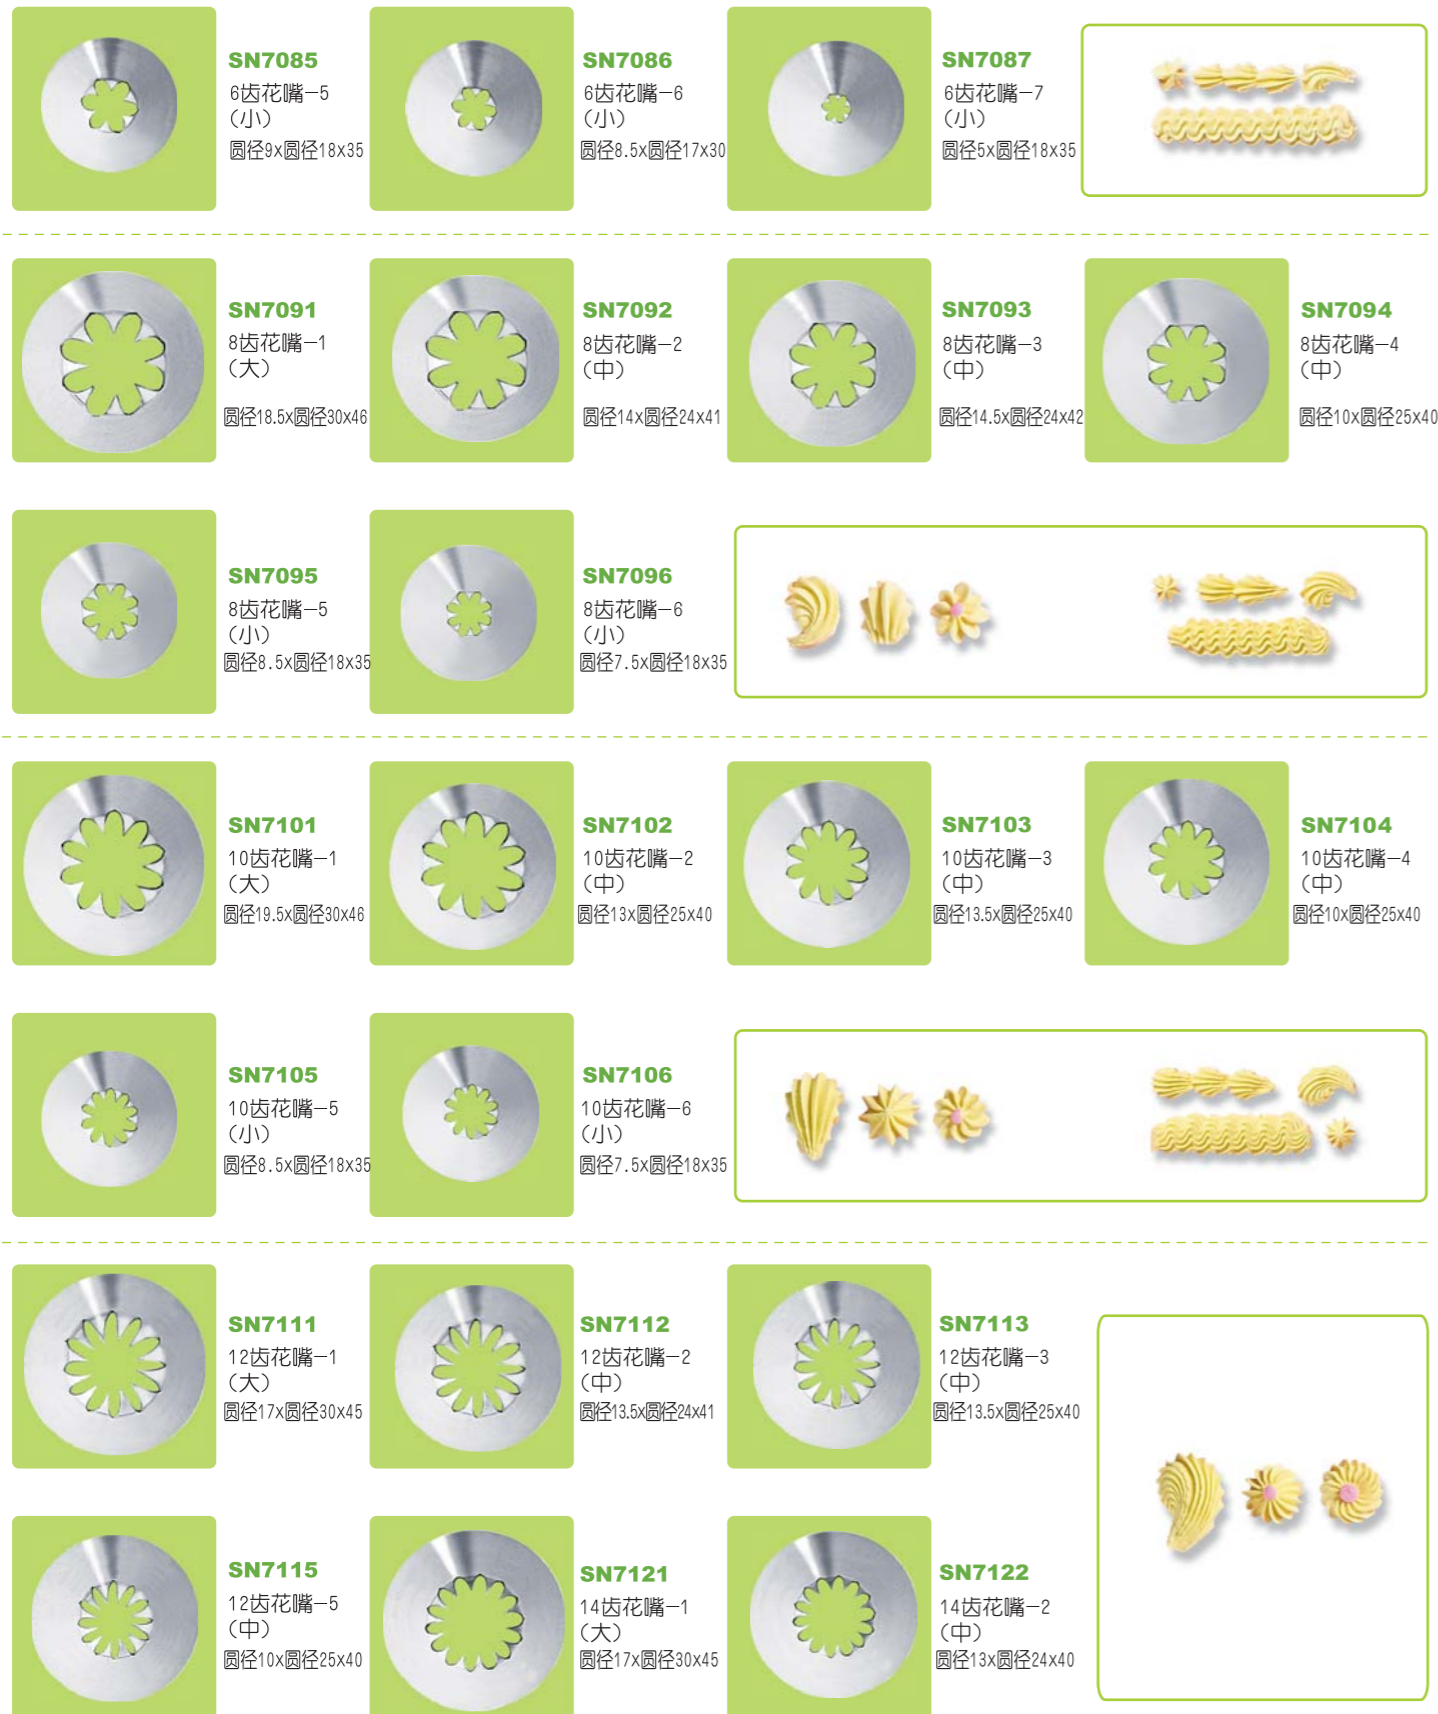 SN7085
6齿花嘴-5
(小)
圆径9x圆径18x35
SN7086
6齿花嘴-6
(小)
圆径8.5x圆径17x30
SN7087
6齿花嘴-7
(小)
圆径5x圆径18x35
SN7091
8齿花嘴-1
(大)
圆径18.5x圆径30x46
SN7092
8齿花嘴-2
(中)
圆径14x圆径24x41
SN7093
8齿花嘴-3
(中)
圆径14.5x圆径24x42
SN7094
8齿花嘴-4
(中)
圆径10x圆径25x40
SN7095
8齿花嘴-5
(小)
圆径8.5x圆径18x35
SN7096
8齿花嘴-6
(小)
圆径7.5x圆径18x35
SN7101
10齿花嘴-1
(大)
圆径19.5x圆径30x46
SN7102
10齿花嘴-2
(中)
圆径13x圆径25x40
SN7103
10齿花嘴-3
(中)
圆径13.5x圆径25x40
SN7104
10齿花嘴-4
(中)
圆径10x圆径25x40
SN7105
10齿花嘴-5
(小)
圆径8.5x圆径18x35
SN7106
10齿花嘴-6
(小)
圆径7.5x圆径18x35
SN7111
12齿花嘴-1
(大)
圆径17x圆径30x45
SN7112
12齿花嘴-2
(中)
圆径13.5x圆径24x41
SN7113
12齿花嘴-3
(中)
圆径13.5x圆径25x40
SN7115
12齿花嘴-5
(中)
圆径10x圆径25x40
SN7121
14齿花嘴-1
(大)
圆径17x圆径30x45
SN7122
14齿花嘴-2
(中)
圆径13x圆径24x40